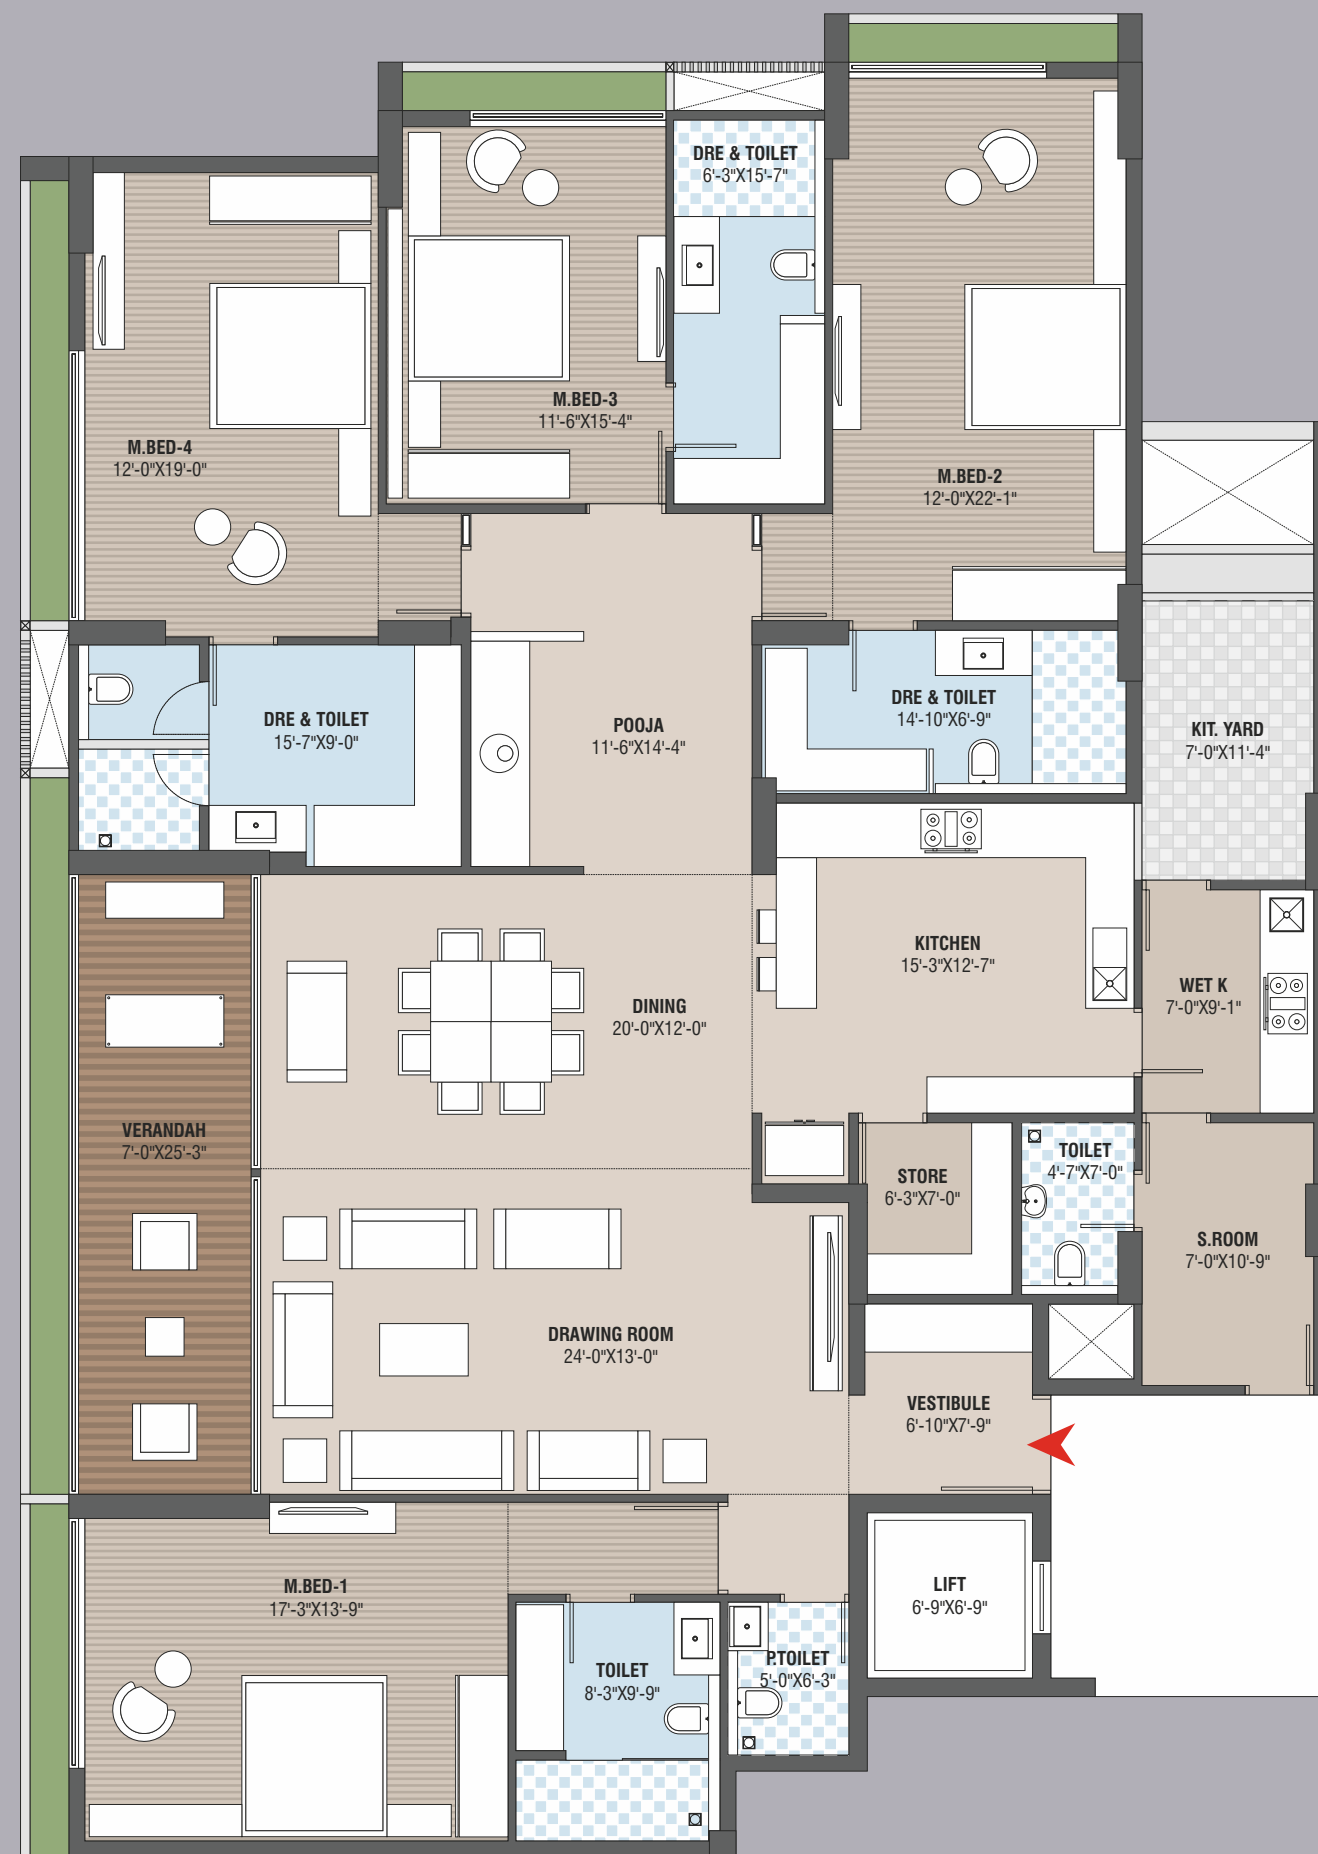 DRE & TOILET
6'-3"X15'-7"
M.BED-3
11'-6"X15'-4"
M.BED-4
12'-0"X19'-0"
M.BED-2
12'-0"X22'-1"
DRE & TOILET
15'-7"X9'-0"
POOJA
11'-6"X14'-4"
DRE & TOILET
14'-10"X6'-9"
KIT. YARD
7'-0"X11'-4"
KITCHEN
15'-3"X12'-7"
WET K
7'-0"X9'-1"
DINING
20'-0"X12'-0"
VERANDAH
7'-0"X25'-3"
STORE
6'-3"X7'-0"
TOILET
4'-7"X7'-0"
S.ROOM
7'-0"X10'-9"
DRAWING ROOM
24'-0"X13'-0"
VESTIBULE
6'-10"X7'-9"
M.BED-1
17'-3"X13'-9"
LIFT
6'-9"X6'-9"
TOILET
8'-3"X9'-9"
P.TOILET
5'-0"X6'-3"